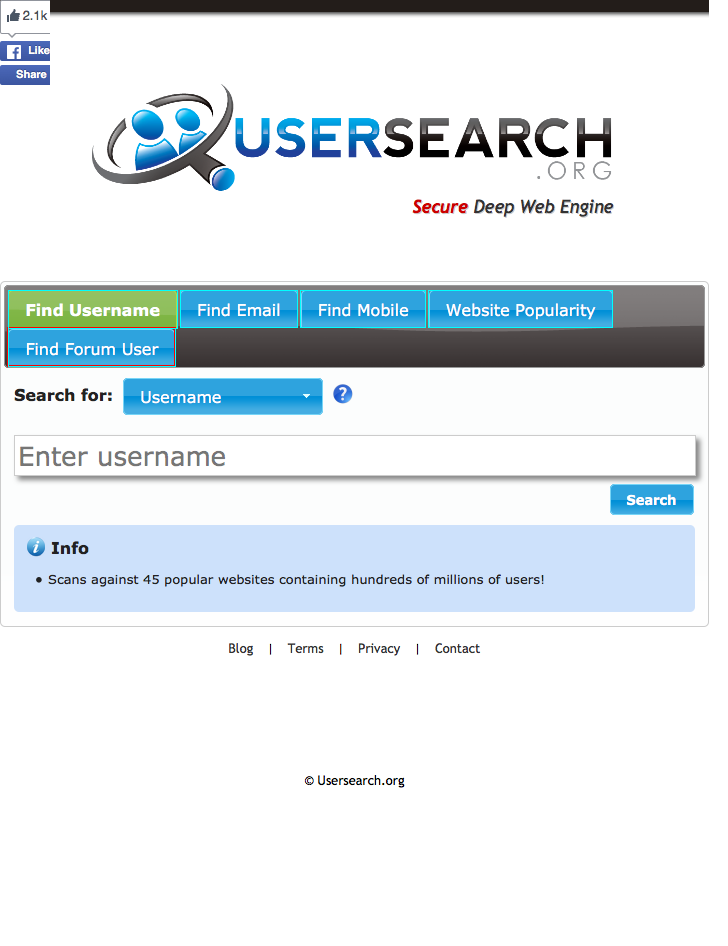 2.1k
Like
Share
USERSEARCH
.ORG
Secure Deep Web Engine
Find Username Find Email Find Mobile Website Popularity
Find Forum User
Search for: Username ?
Enter username
Search
i Info
• Scans against 45 popular websites containing hundreds of millions of users!
Blog | Terms | Privacy | Contact
© Usersearch.org